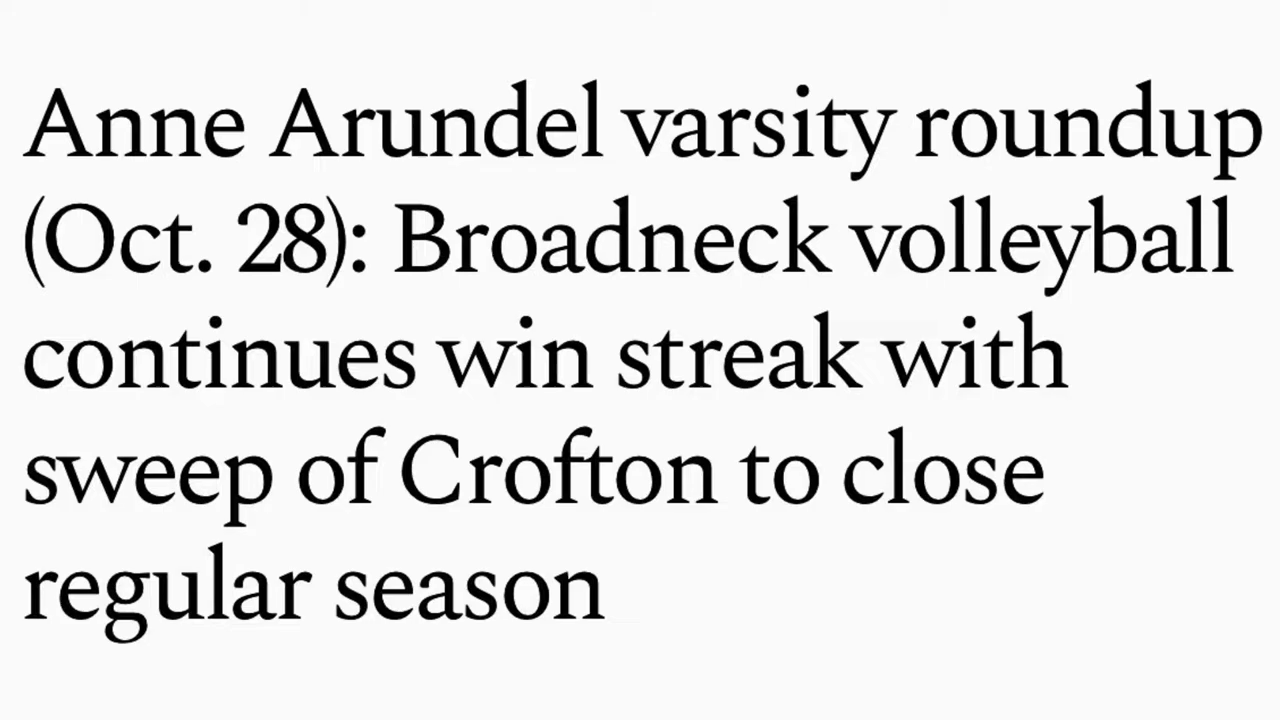 Anne Arundel varsity roundup
(Oct. 28): Broadneck volleyball
continues win streak with
sweep of Crofton to close
regular season